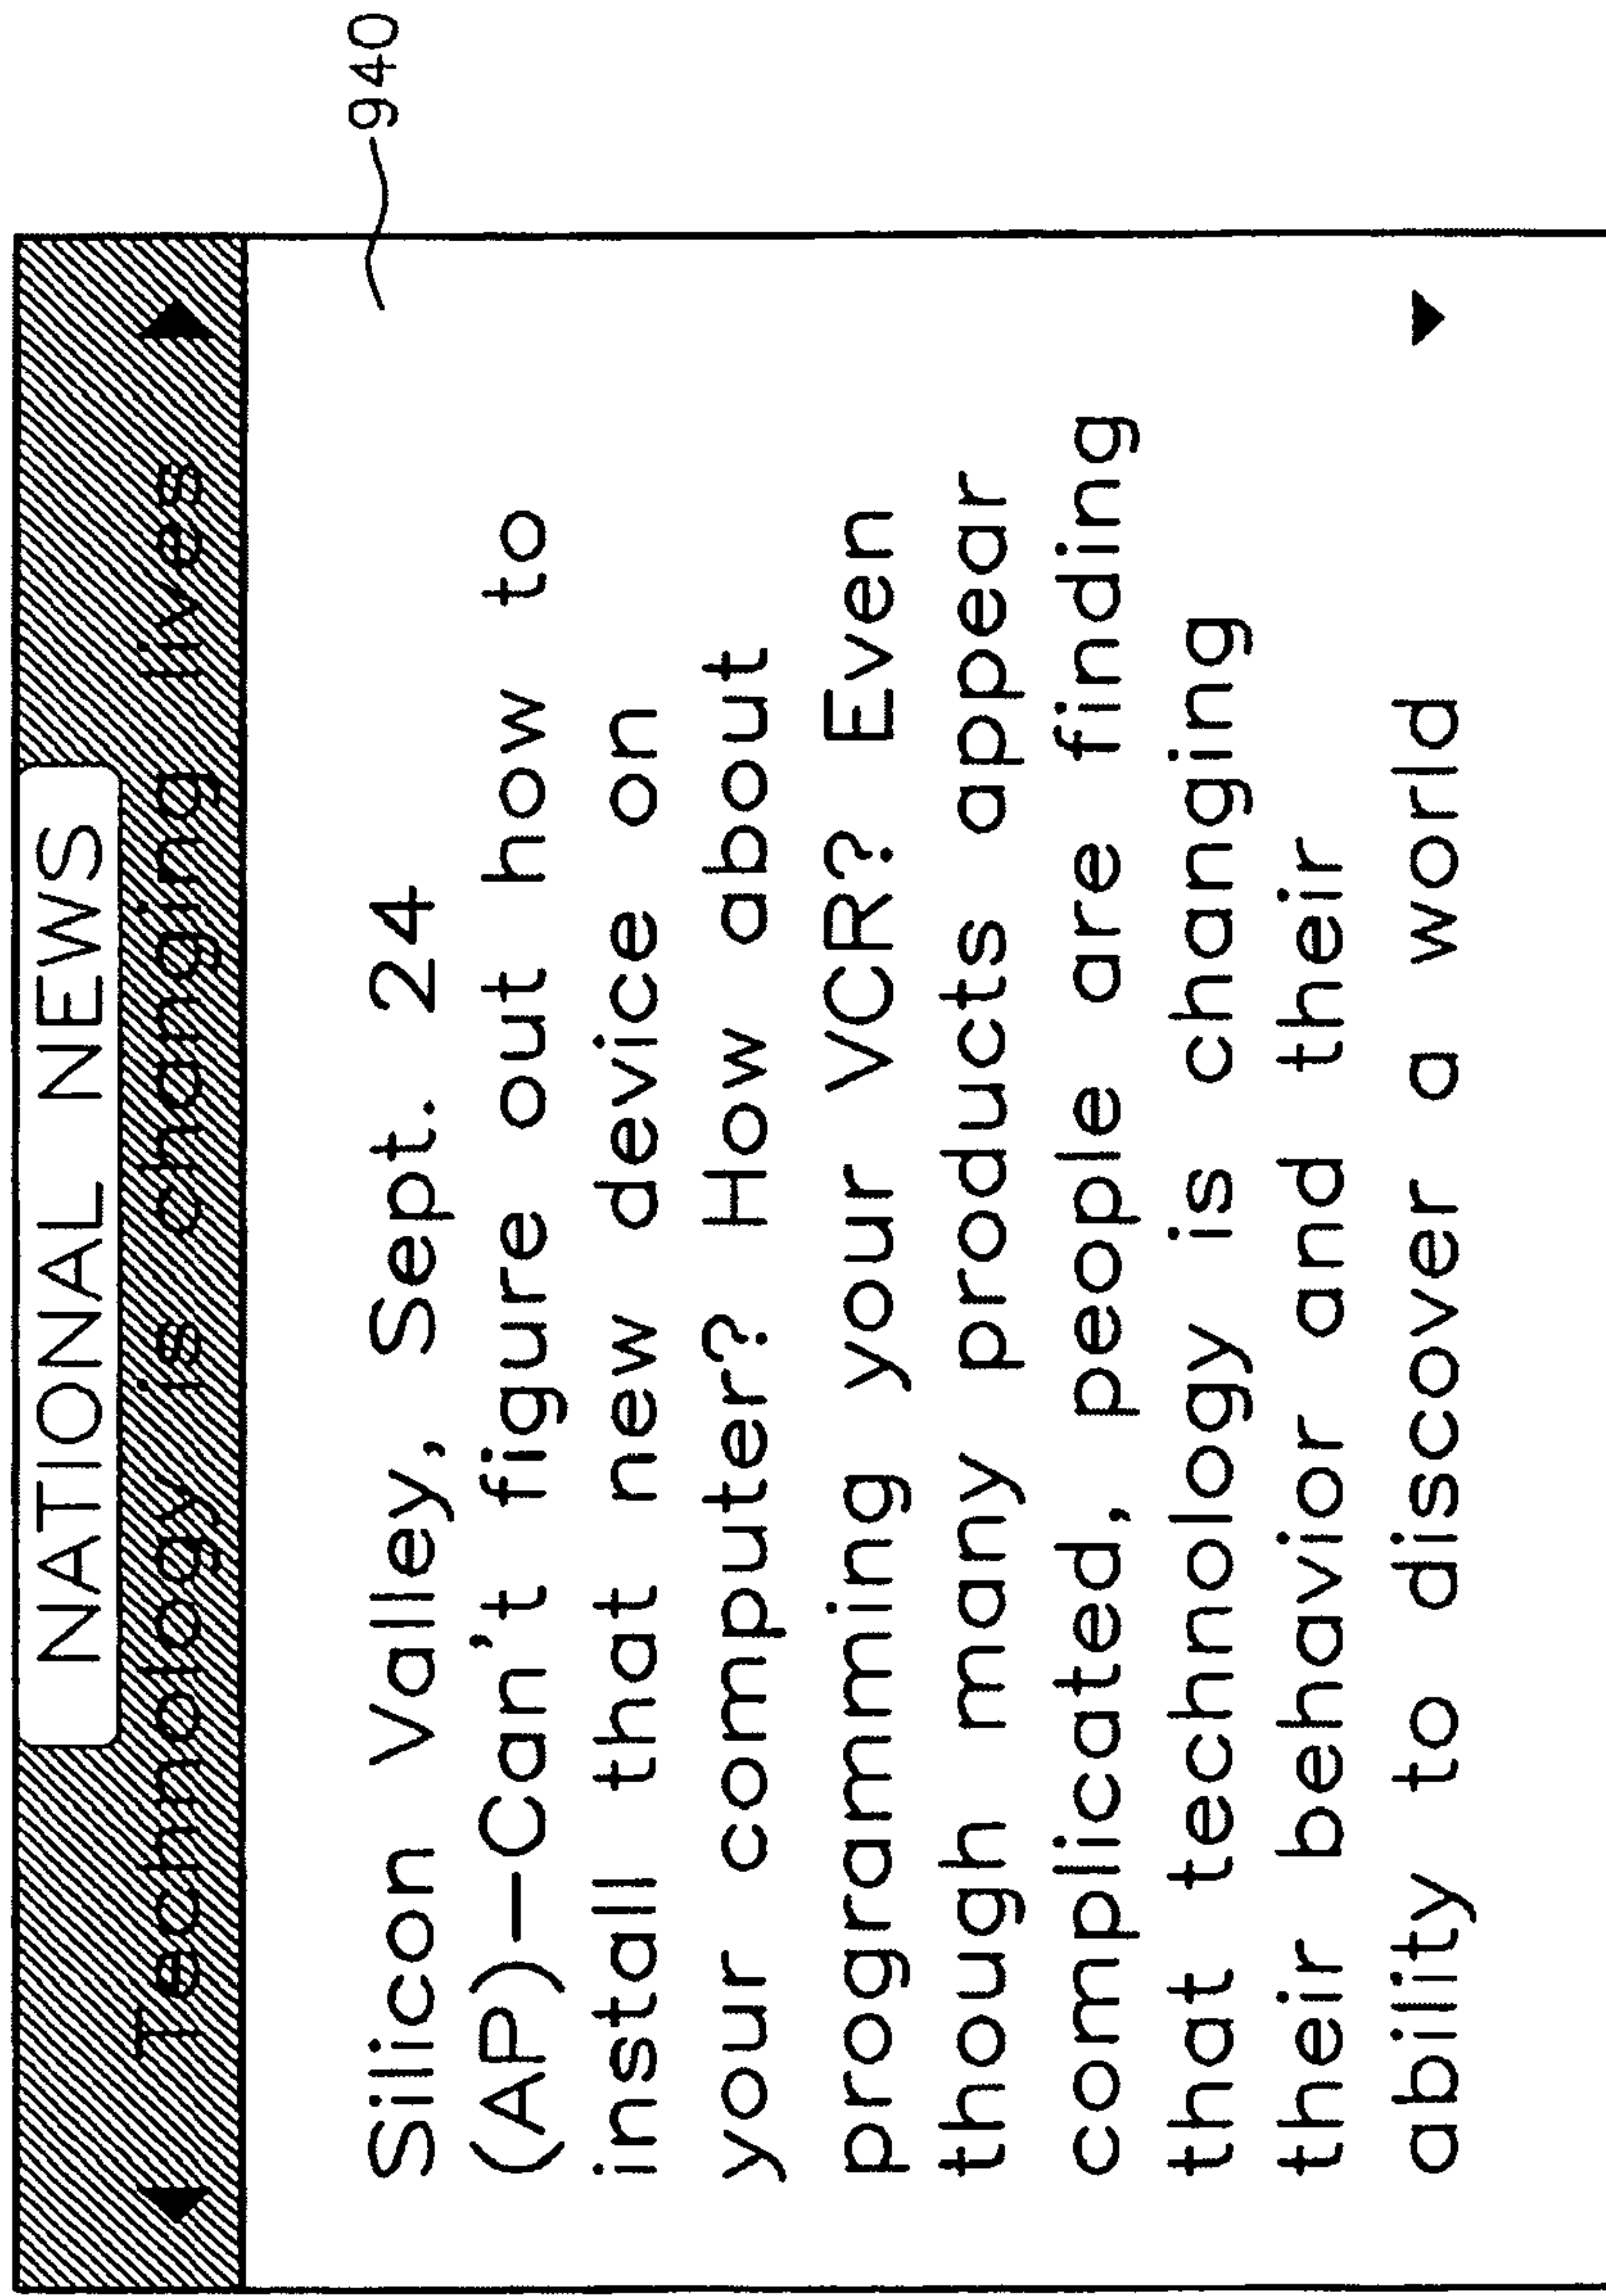 NATIONAL NEWS
Technology is changing lives
940
Silicon Valley, Sept. 24
(AP)—Can't figure out how to
install that new device on
your computer? How about
programming your VCR? Even
though many products appear
complicated, people are finding
that technology is changing
their behavior and their
ability to discover a world